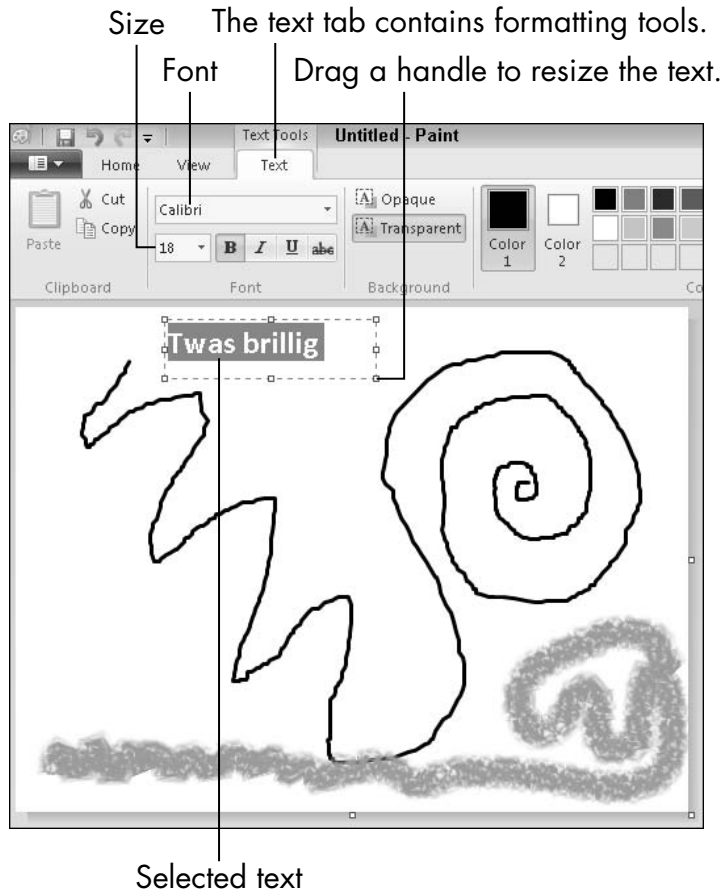 Size The text tab contains formatting tools.
Font Drag a handle to resize the text.
Text Tools Untitled - Paint
Home View Text
Cut Calibri Opaque
Paste Copy 18 B I U abc Transparent Color 1 Color 2
Clipboard Font Background Co
Twas brillig
Selected text